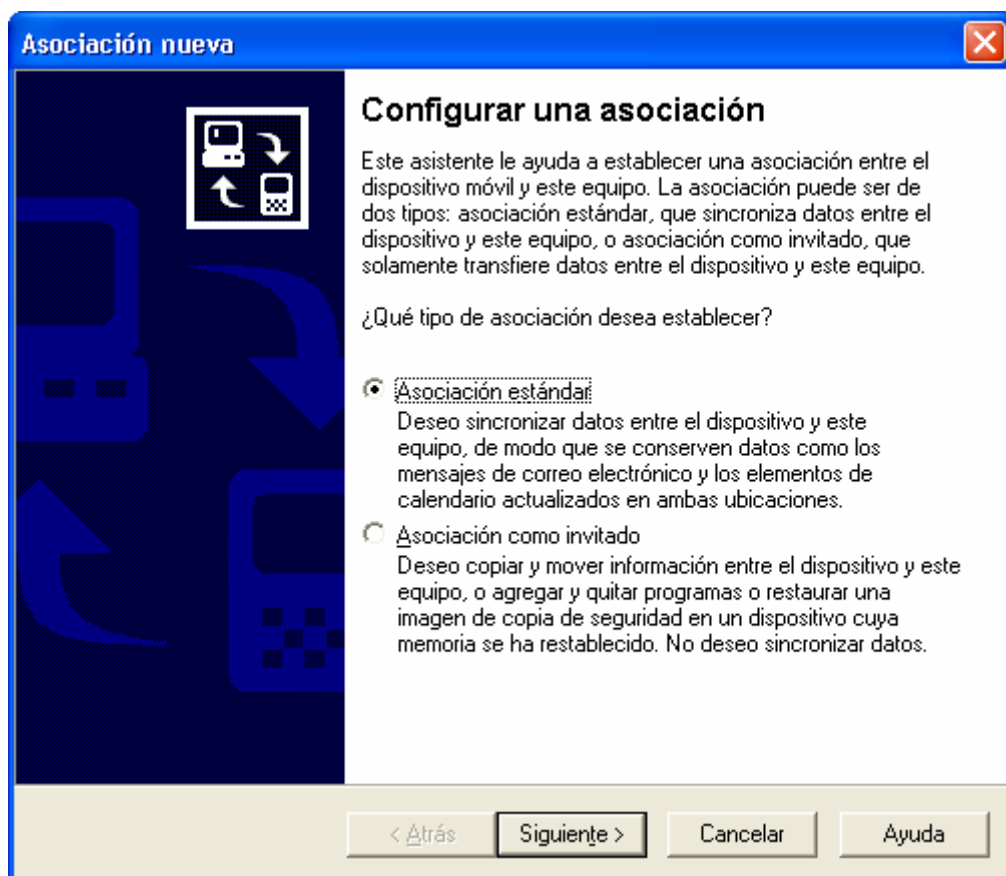 Asociación nueva
Configurar una asociación
Este asistente le ayuda a establecer una asociación entre el
dispositivo móvil y este equipo. La asociación puede ser de
dos tipos: asociación estándar, que sincroniza datos entre el
dispositivo y este equipo, o asociación como invitado, que
solamente transfiere datos entre el dispositivo y este equipo.
¿Qué tipo de asociación desea establecer?
Asociación estándar
Deseo sincronizar datos entre el dispositivo y este
equipo, de modo que se conserven datos como los
mensajes de correo electrónico y los elementos de
calendario actualizados en ambas ubicaciones.
Asociación como invitado
Deseo copiar y mover información entre el dispositivo y este
equipo, o agregar y quitar programas o restaurar una
imagen de copia de seguridad en un dispositivo cuya
memoria se ha restablecido. No deseo sincronizar datos.
< Atrás
Siguiente >
Cancelar
Ayuda